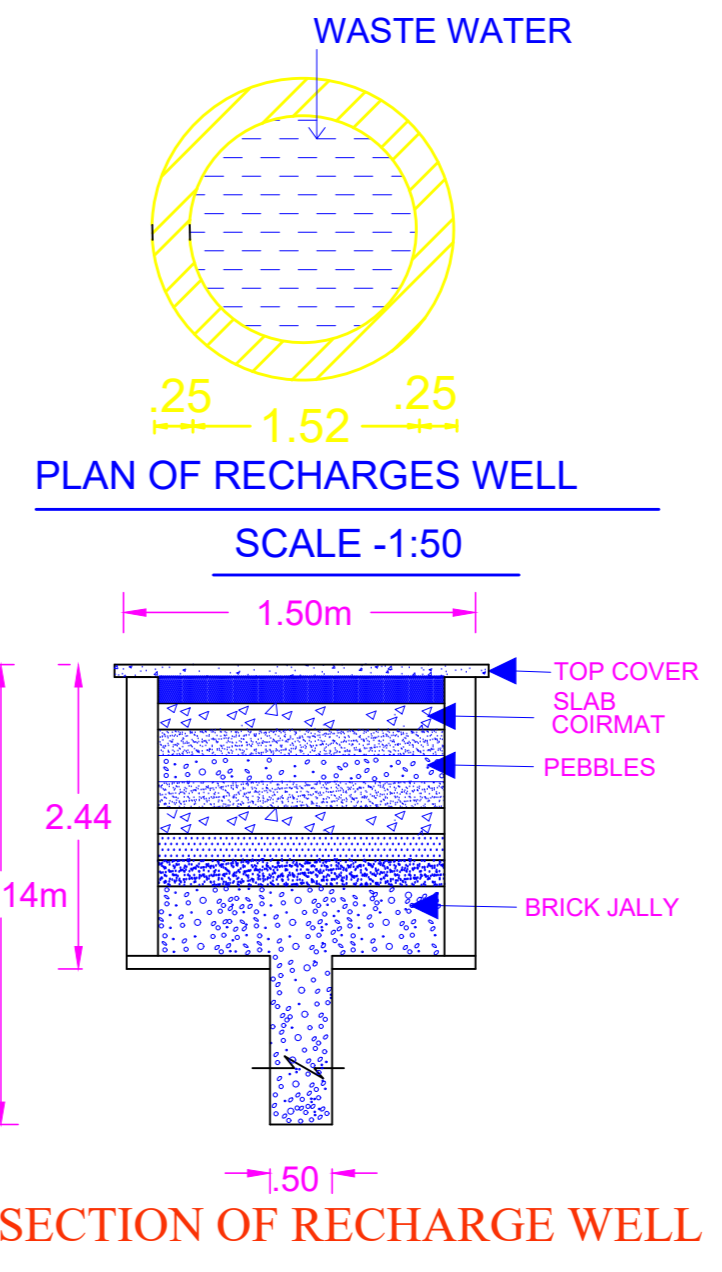 WASTE WATER
.25 1.52 .25
PLAN OF RECHARGES WELL
SCALE -1:50
1.50m
TOP COVER
SLAB
COIRMAT
PEBBLES
2.44
14m
BRICK JALLY
.50
SECTION OF RECHARGE WELL